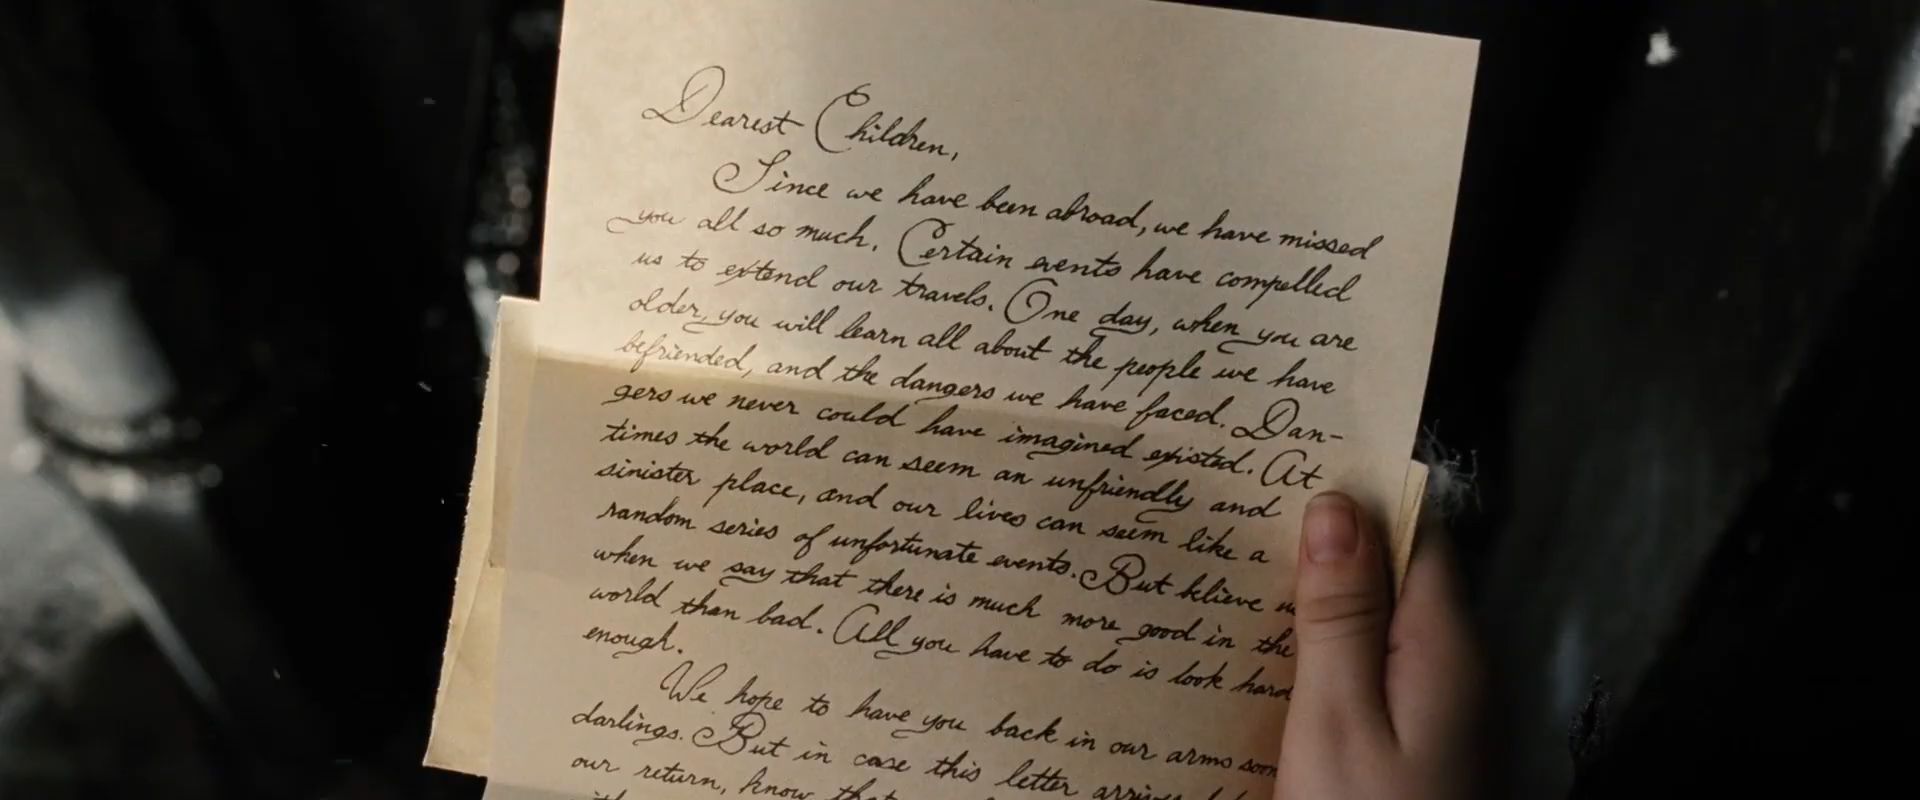 Dearest Children,
Since we have been abroad, we have missed
you all so much. Certain events have compelled
us to extend our travels. One day, when you are
older, you will learn all about the people we have
befriended, and the dangers we have faced. Dan-
gers we never could have imagined existed. At
times the world can seem an unfriendly and
sinister place, and our lives can seem like a
random series of unfortunate events. But believe
when we say that there is much more good in the
world than bad. All you have to do is look hard
enough.
We hope to have you back in our arms soon
darlings. But in case this letter
our return, know